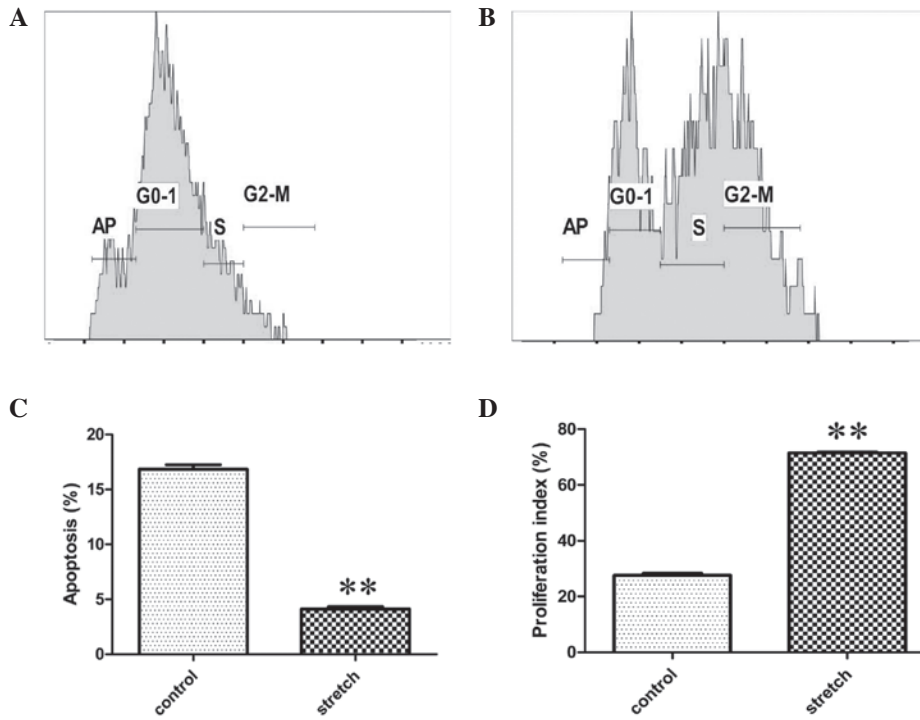 A
G0-1
G2-M
AP
S
B
G0-1
G2-M
AP
S
C
20
15
10
5
0
Apoptosis (%)
**
control
stretch
D
80
60
40
20
0
Proliferation index (%)
**
control
stretch